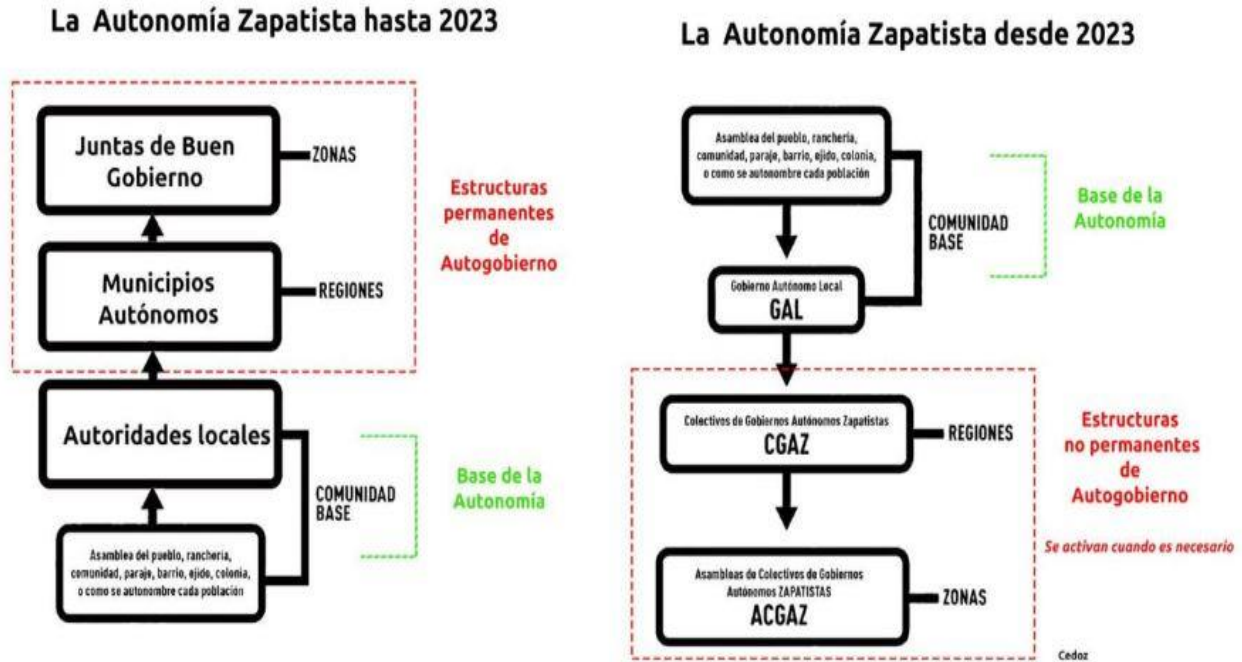 La Autonomía Zapatista hasta 2023
Juntas de Buen
Gobierno
ZONAS
Estructuras
permanentes
de
Autogobierno
Municipios
Autónomos
REGIONES
Autoridades locales
COMUNIDAD
BASE
Base de la
Autonomía
Asamblea del pueblo, ranchería,
comunidad, paraje, barrio, ejido, colonia,
o como se autonombre cada población
La Autonomía Zapatista desde 2023
Asamblea del pueblo, ranchería,
comunidad, paraje, barrio, ejido, colonia,
o como se autonombre cada población
COMUNIDAD
BASE
Base de la
Autonomía
Gobierno Autónomo Local
GAL
Colectivos de Gobiernos Autónomos Zapatistas
CGAZ
REGIONES
Estructuras
no permanentes
de
Autogobierno
Se activan cuando es necesario
Asambleas de Colectivos de Gobiernos
Autónomos ZAPATISTAS
ACGAZ
ZONAS
Cedoz